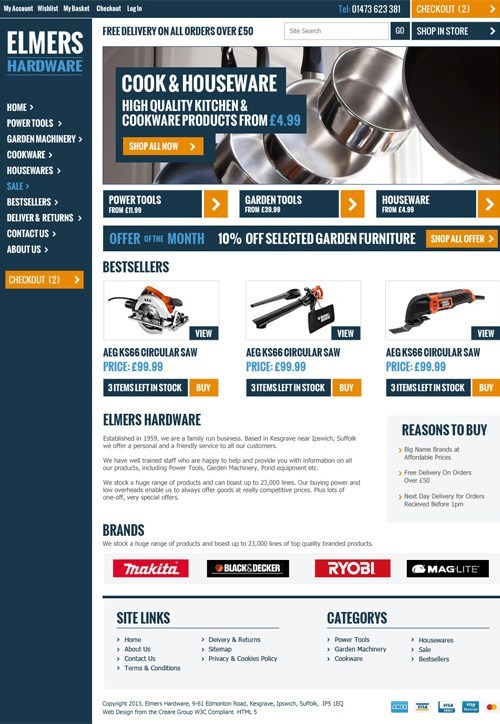 My Account Wishlist My Basket Checkout Log In
Tel: 01473 623 381
CHECKOUT (2)
ELMERS
HARDWARE
FREE DELIVERY ON ALL ORDERS OVER £50
Site Search
GO
SHOP IN STORE
HOME
POWER TOOLS
GARDEN MACHINERY
COOKWARE
HOUSEWARES
SALE
BESTSELLERS
DELIVER & RETURNS
CONTACT US
ABOUT US
CHECKOUT (2)
COOK & HOUSEWARE
HIGH QUALITY KITCHEN &
COOKWARE PRODUCTS FROM £4.99
SHOP ALL NOW
POWER TOOLS
FROM £11.99
GARDEN TOOLS
FROM £39.99
HOUSEWARE
FROM £4.99
OFFER OF THE MONTH 10% OFF SELECTED GARDEN FURNITURE
SHOP ALL OFFER
BESTSELLERS
AEG
VIEW
VIEW
VIEW
AEG KS66 CIRCULAR SAW
AEG KS66 CIRCULAR SAW
AEG KS66 CIRCULAR SAW
PRICE: £99.99
PRICE: £99.99
PRICE: £99.99
3 ITEMS LEFT IN STOCK BUY
3 ITEMS LEFT IN STOCK BUY
3 ITEMS LEFT IN STOCK BUY
ELMERS HARDWARE
Established in 1959, we are a family run business. Based in Kesgrave near Ipswich, Suffolk
we offer a personal and a friendly service to all our customers.
We have well trained staff who are happy to help and provide you with information on all
our products, including Power Tools, Garden Machinery, Pond equipment etc.
We stock a huge range of products and can boast up to 23,000 lines. Our buying power and
low overheads enable us to always offer goods at really competitive prices. Plus lots of
one-off, very special offers.
REASONS TO BUY
Big Name Brands at
Affordable Prices
Free Delivery On Orders
Over £50
Next Day Delivery for Orders
Recieved Before 1pm
BRANDS
We stock a huge range of products and boast up to 23,000 lines of top quality branded products.
Makita
BLACK&DECKER
RYOBI
MAGLITE
SITE LINKS
Home
About Us
Contact Us
Terms & Conditions
Delivery & Returns
Sitemap
Privacy & Cookies Policy
CATEGORYS
Power Tools
Garden Machinery
Cookware
Housewares
Sale
Bestsellers
Copyright 2013, Elmers Hardware, 9-61 Edmonton Road, Kesgrave, Ipswich, Suffolk, IP5 1EQ
Web Design from the Creare Group W3C Compliant HTML 5